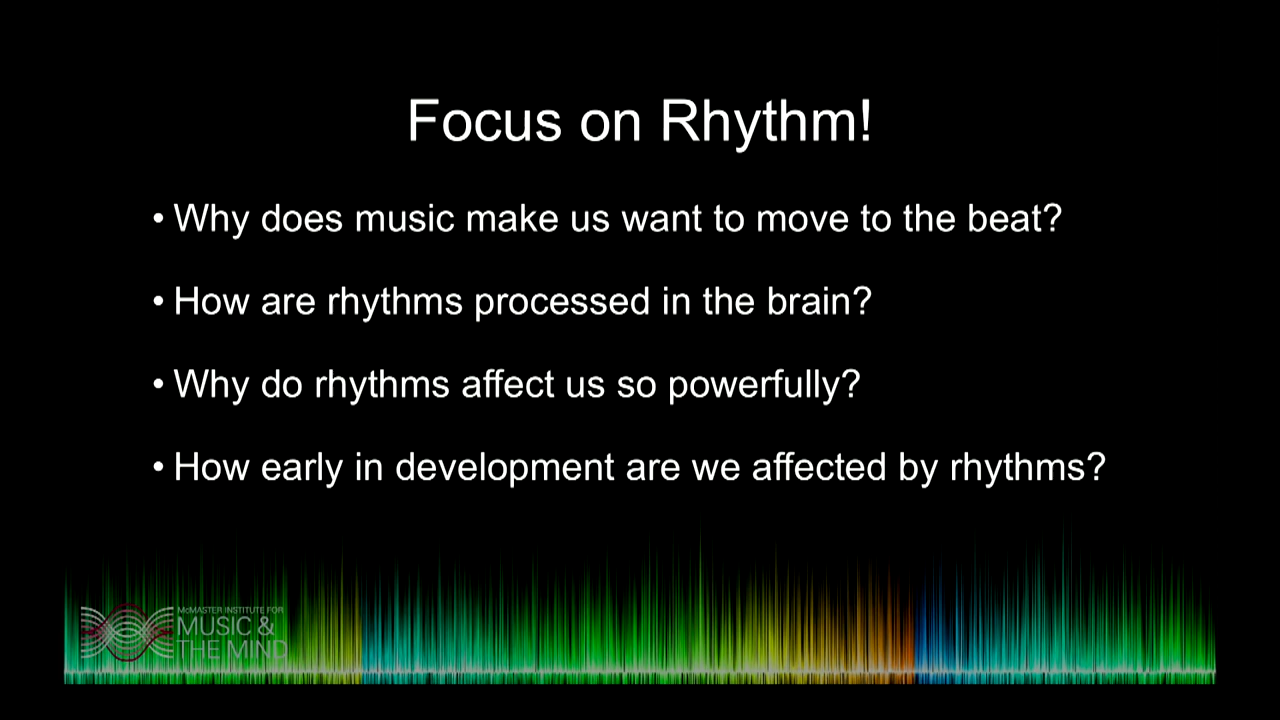 Focus on Rhythm!
• Why does music make us want to move to the beat?
• How are rhythms processed in the brain?
• Why do rhythms affect us so powerfully?
• How early in development are we affected by rhythms?
McMASTER INSTITUTE FOR
MUSIC &
THE MIND